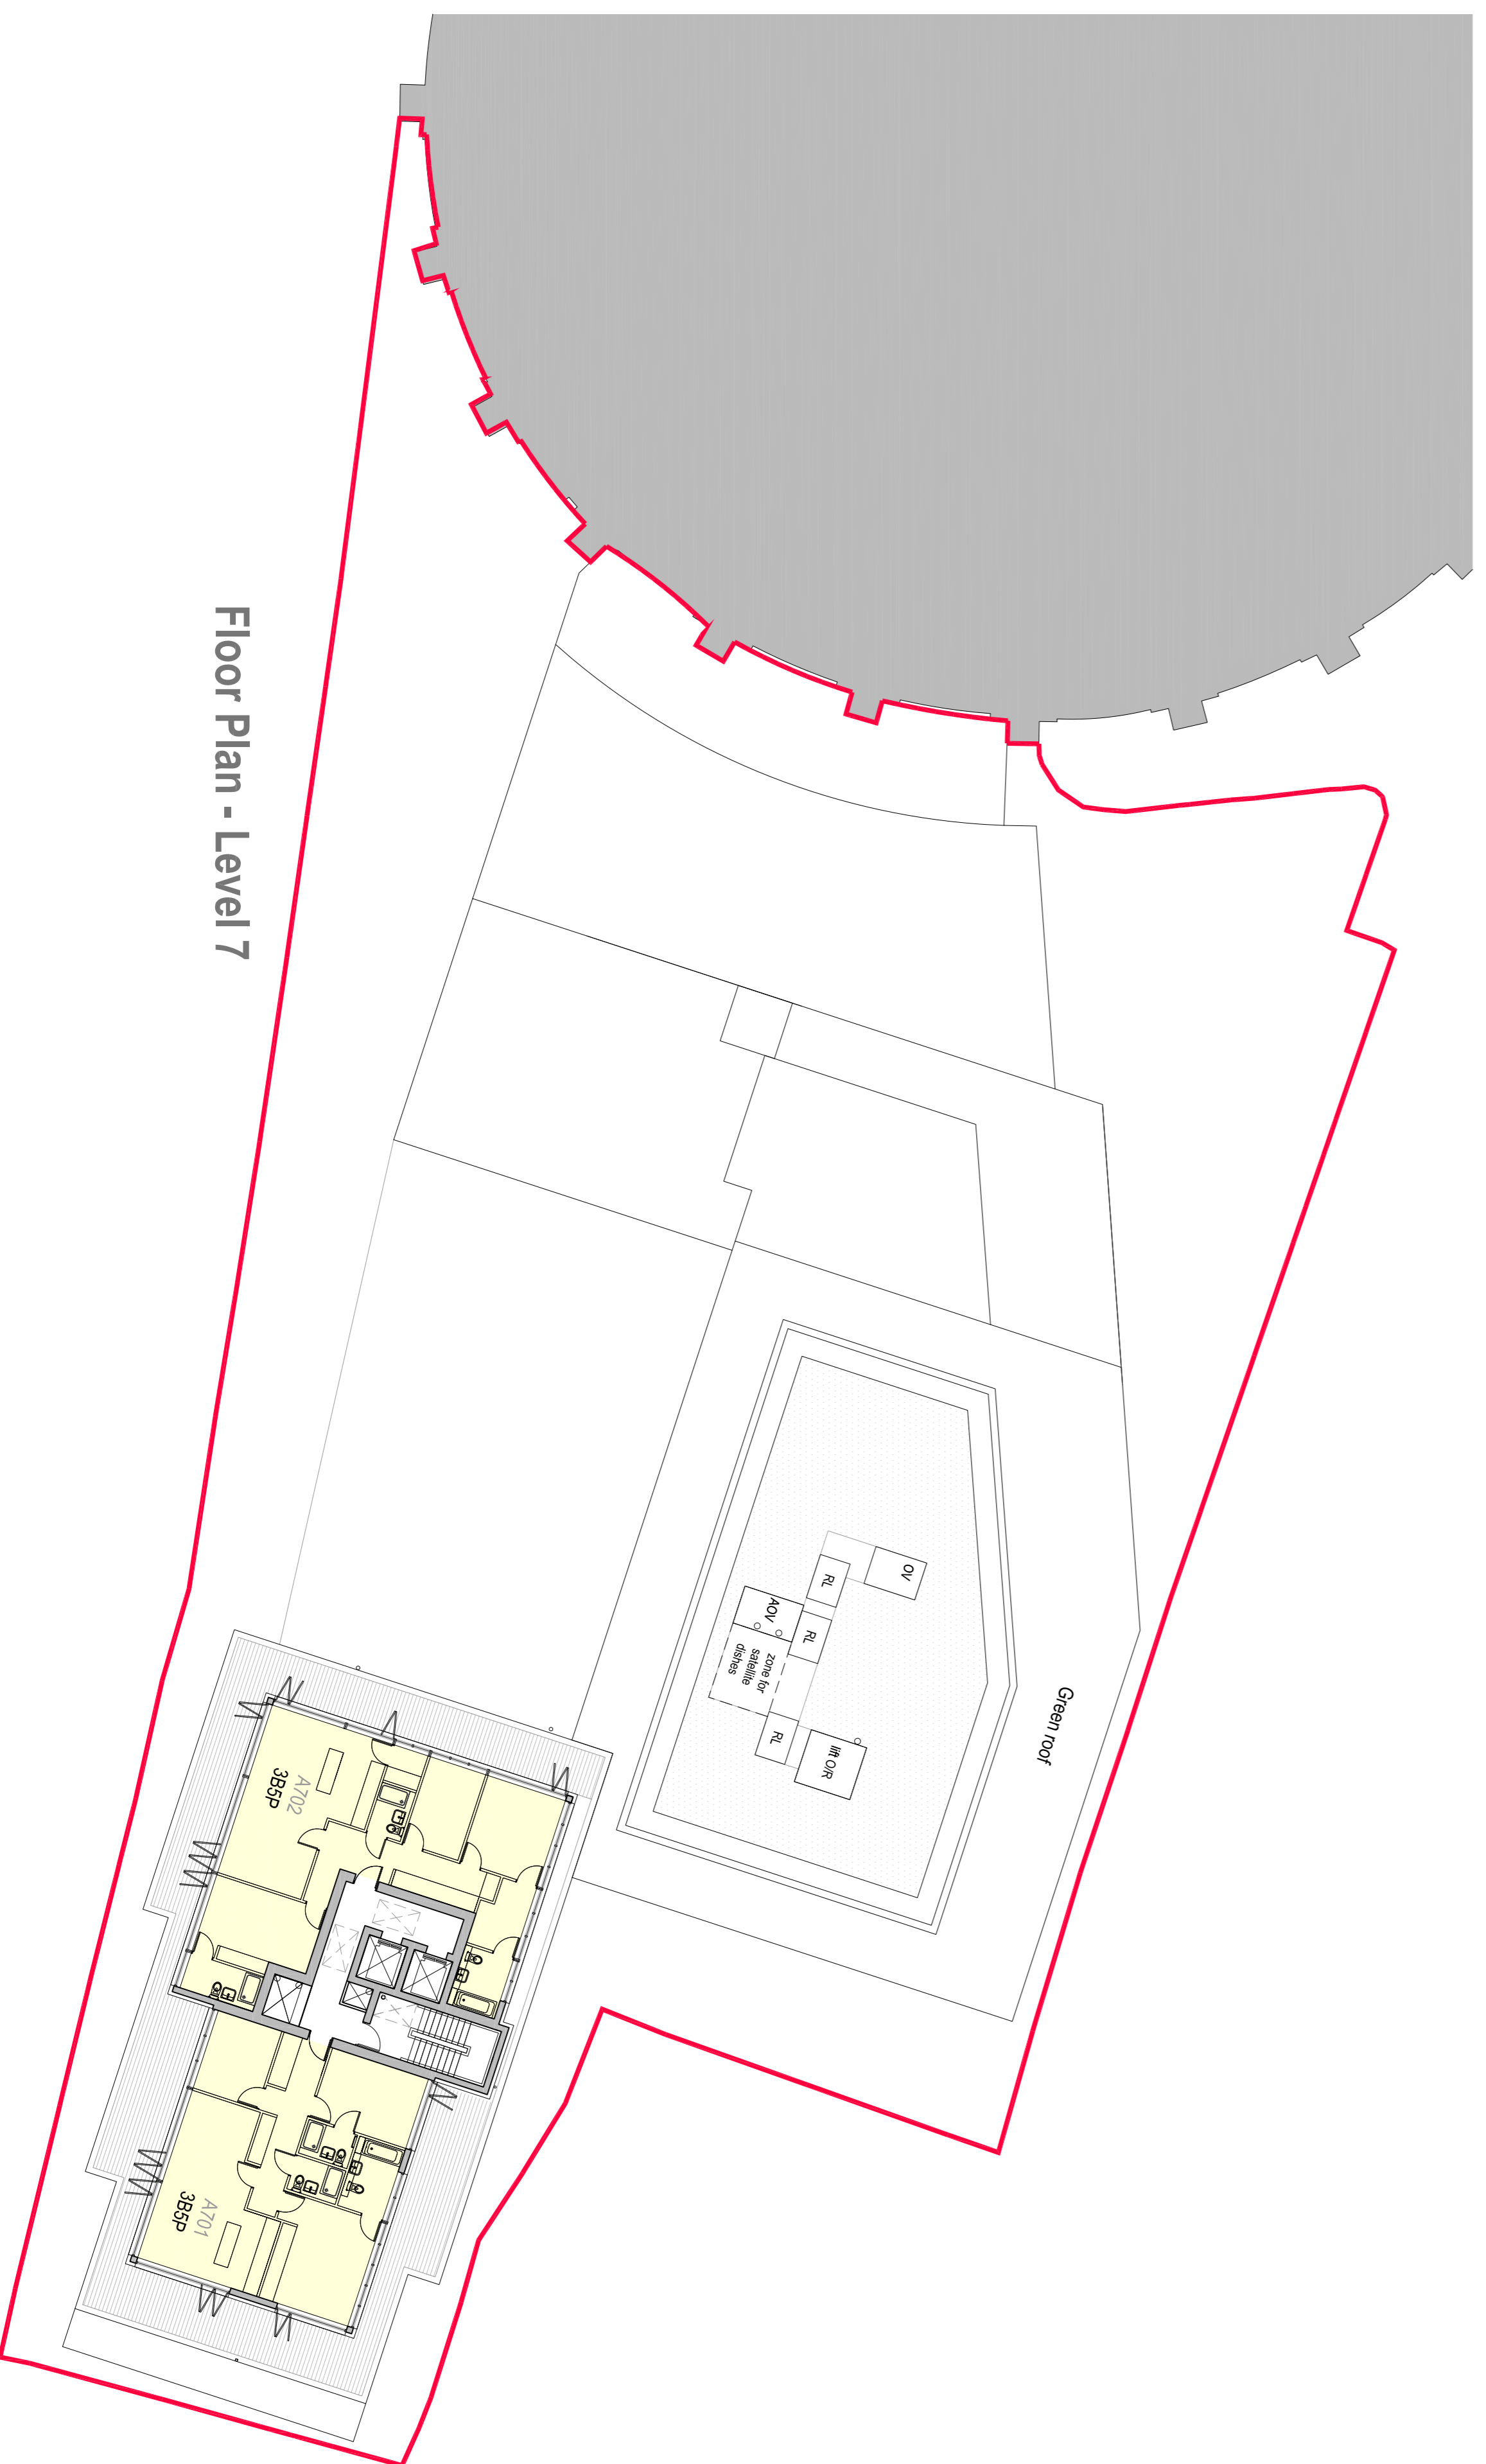 Floor Plan - Level 7
Green roof
OV
RL
AOV
RL
zone for
satellite
dishes
RL
lift O/R
A702
3B5P
A701
3B5P